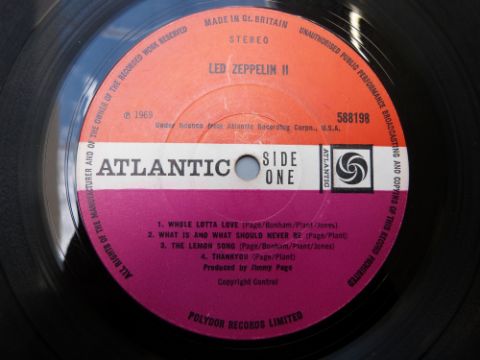 MADE IN Gt. BRITAIN
ALL RIGHTS OF THE MANUFACTURER AND OF THE OWNER OF THE RECORDED WORK RESERVED
UNAUTHORISED PUBLIC PERFORMANCE BROADCASTING AND COPYING OF THIS RECORD PROHIBITED
STEREO
LED ZEPPELIN II
℗ 1969
588198
Under licence from Atlantic Recording Corpn., U.S.A.
ATLANTIC
SIDE
ONE
ATLANTIC
1. WHOLE LOTTA LOVE (Page/Bonham/Plant/Jones)
2. WHAT IS AND WHAT SHOULD NEVER BE (Page/Plant)
3. THE LEMON SONG (Page/Bonham/Plant/Jones)
4. THANKYOU (Page/Plant)
Produced by Jimmy Page
Copyright Control
POLYDOR RECORDS LIMITED